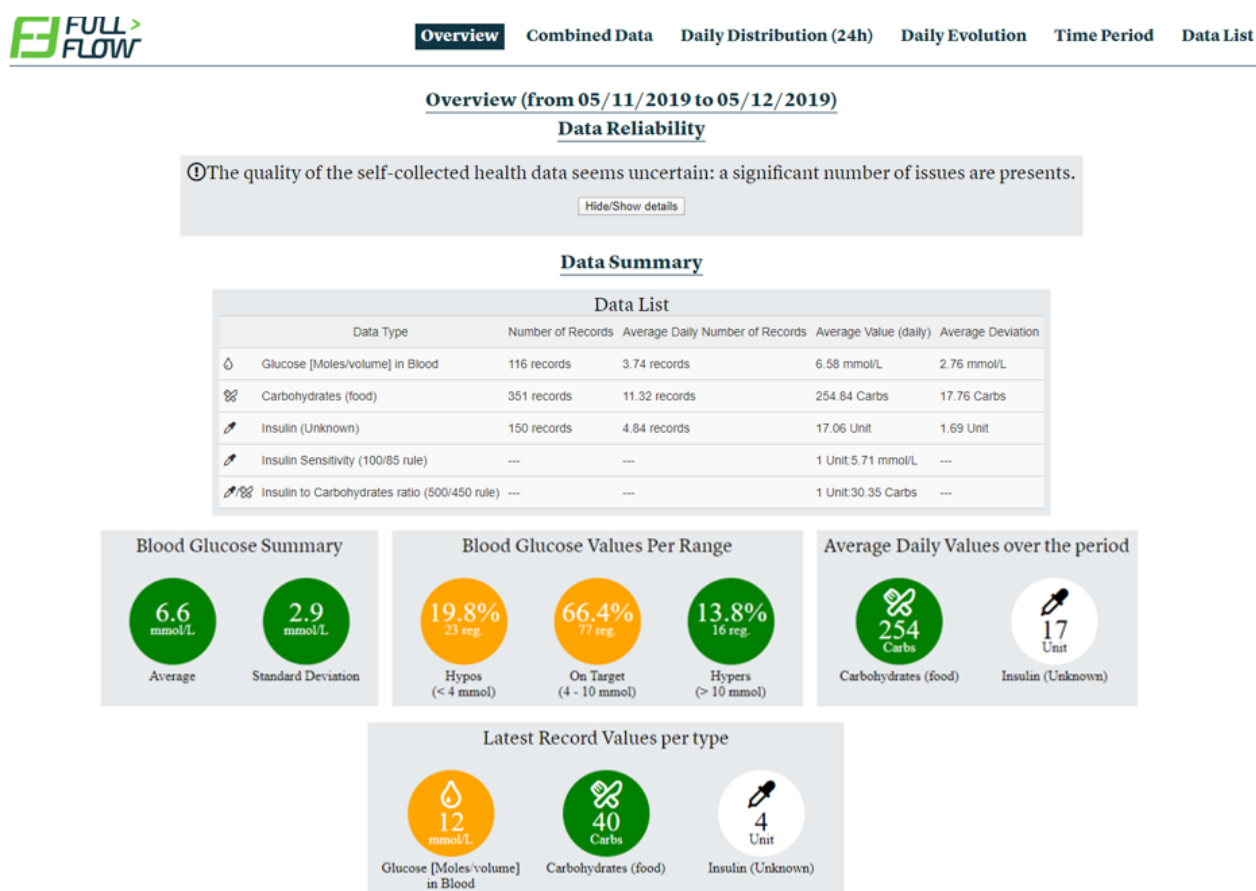 FULL >
FLOW
Overview Combined Data Daily Distribution (24h) Daily Evolution Time Period Data List
Overview (from 05/11/2019 to 05/12/2019)
Data Reliability
The quality of the self-collected health data seems uncertain: a significant number of issues are presents.
Hide/Show details
Data Summary
Data List
Data Type Number of Records Average Daily Number of Records Average Value (daily) Average Deviation
Glucose [Moles/volume] in Blood 116 records 3.74 records 6.58 mmol/L 2.76 mmol/L
Carbohydrates (food) 351 records 11.32 records 254.84 Carbs 17.76 Carbs
Insulin (Unknown) 150 records 4.84 records 17.06 Unit 1.69 Unit
Insulin Sensitivity (100/85 rule) --- --- 1 Unit:5.71 mmol/L ---
Insulin to Carbohydrates ratio (500/450 rule) --- --- 1 Unit:30.35 Carbs ---
Blood Glucose Summary
6.6
mmol/L
Average
2.9
mmol/L
Standard Deviation
Blood Glucose Values Per Range
19.8%
23 reg.
Hypos
(< 4 mmol)
66.4%
77 reg.
On Target
(4 - 10 mmol)
13.8%
16 reg.
Hypers
(> 10 mmol)
Average Daily Values over the period
254
Carbs
Carbohydrates (food)
17
Unit
Insulin (Unknown)
Latest Record Values per type
12
mmol/L
Glucose [Moles/volume]
in Blood
40
Carbs
Carbohydrates (food)
4
Unit
Insulin (Unknown)